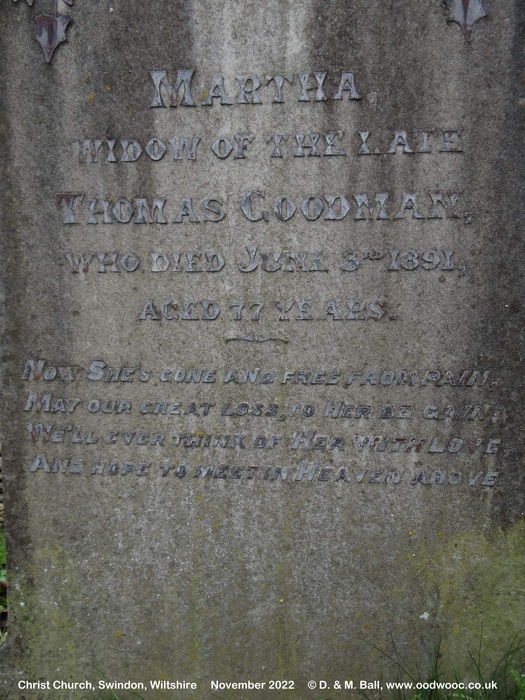 MARTHA,
WIDOW OF THE LATE
THOMAS GOODMAN,
WHO DIED JUNE 3RD 1891,
AGED 77 YEARS.
NOW SHE'S GONE AND FREE FROM PAIN,
MAY OUR GREAT LOSS, TO HER BE GAIN;
WE'LL EVER THINK OF HER WITH LOVE,
AND HOPE TO MEET IN HEAVEN ABOVE.
Christ Church, Swindon, Wiltshire November 2022 © D. & M. Ball, www.oodwooc.co.uk